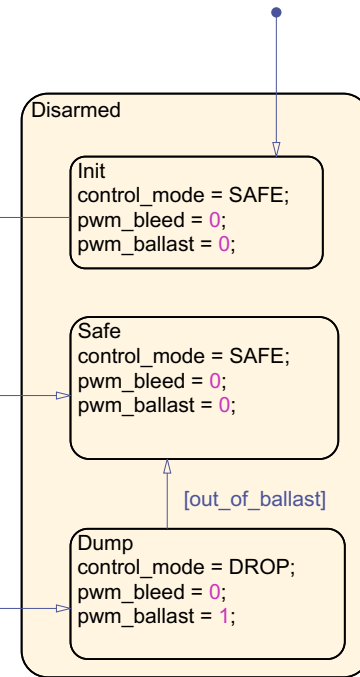 Disarmed
Init
control_mode = SAFE;
pwm_bleed = 0;
pwm_ballast = 0;
Safe
control_mode = SAFE;
pwm_bleed = 0;
pwm_ballast = 0;
[out_of_ballast]
Dump
control_mode = DROP;
pwm_bleed = 0;
pwm_ballast = 1;